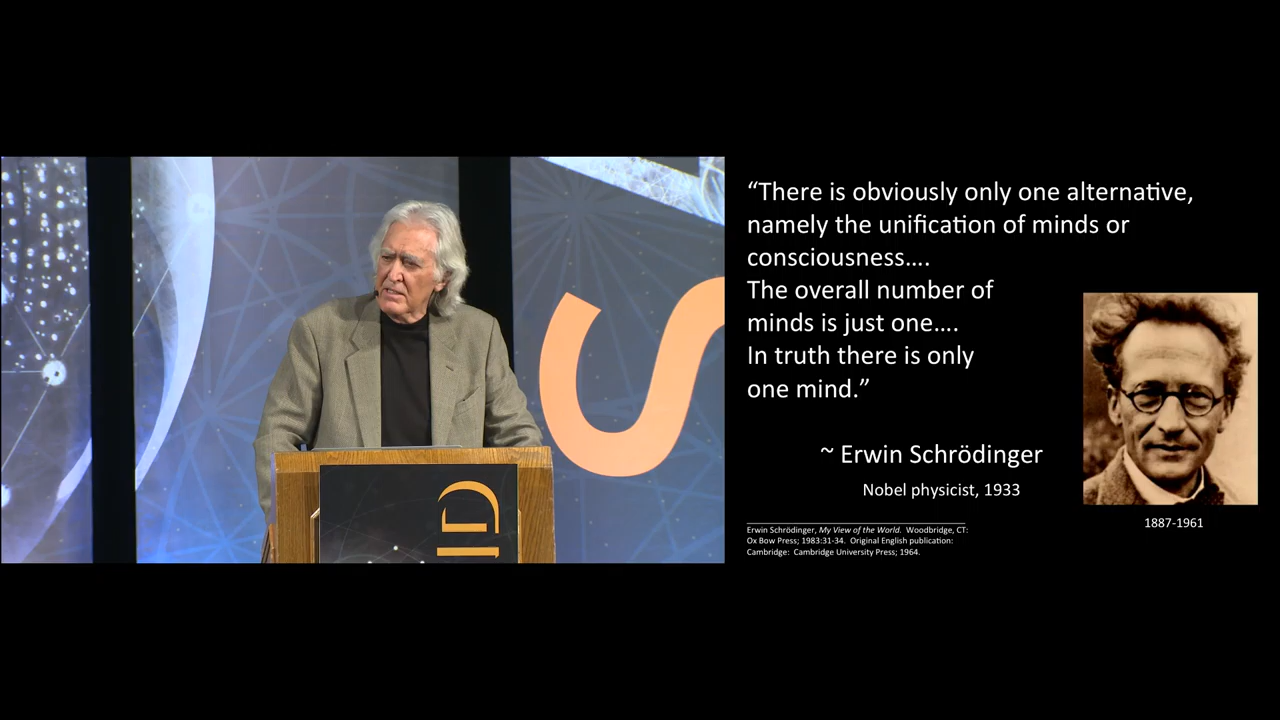 S
ID
“There is obviously only one alternative,
namely the unification of minds or
consciousness....
The overall number of
minds is just one....
In truth there is only
one mind.”
~ Erwin Schrödinger
Nobel physicist, 1933
1887-1961
Erwin Schrödinger, My View of the World. Woodbridge, CT:
Ox Bow Press; 1983:31-34. Original English publication:
Cambridge: Cambridge University Press; 1964.